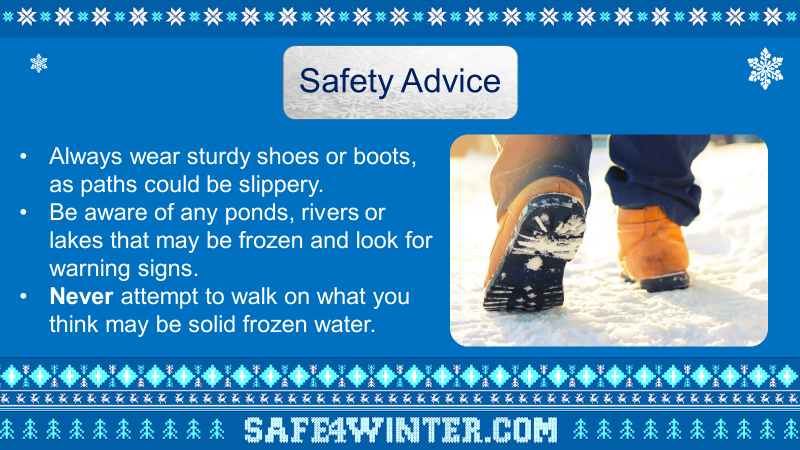 Safety Advice
• Always wear sturdy shoes or boots,
as paths could be slippery.
• Be aware of any ponds, rivers or
lakes that may be frozen and look for
warning signs.
• Never attempt to walk on what you
think may be solid frozen water.
SAFE4WINTER.COM